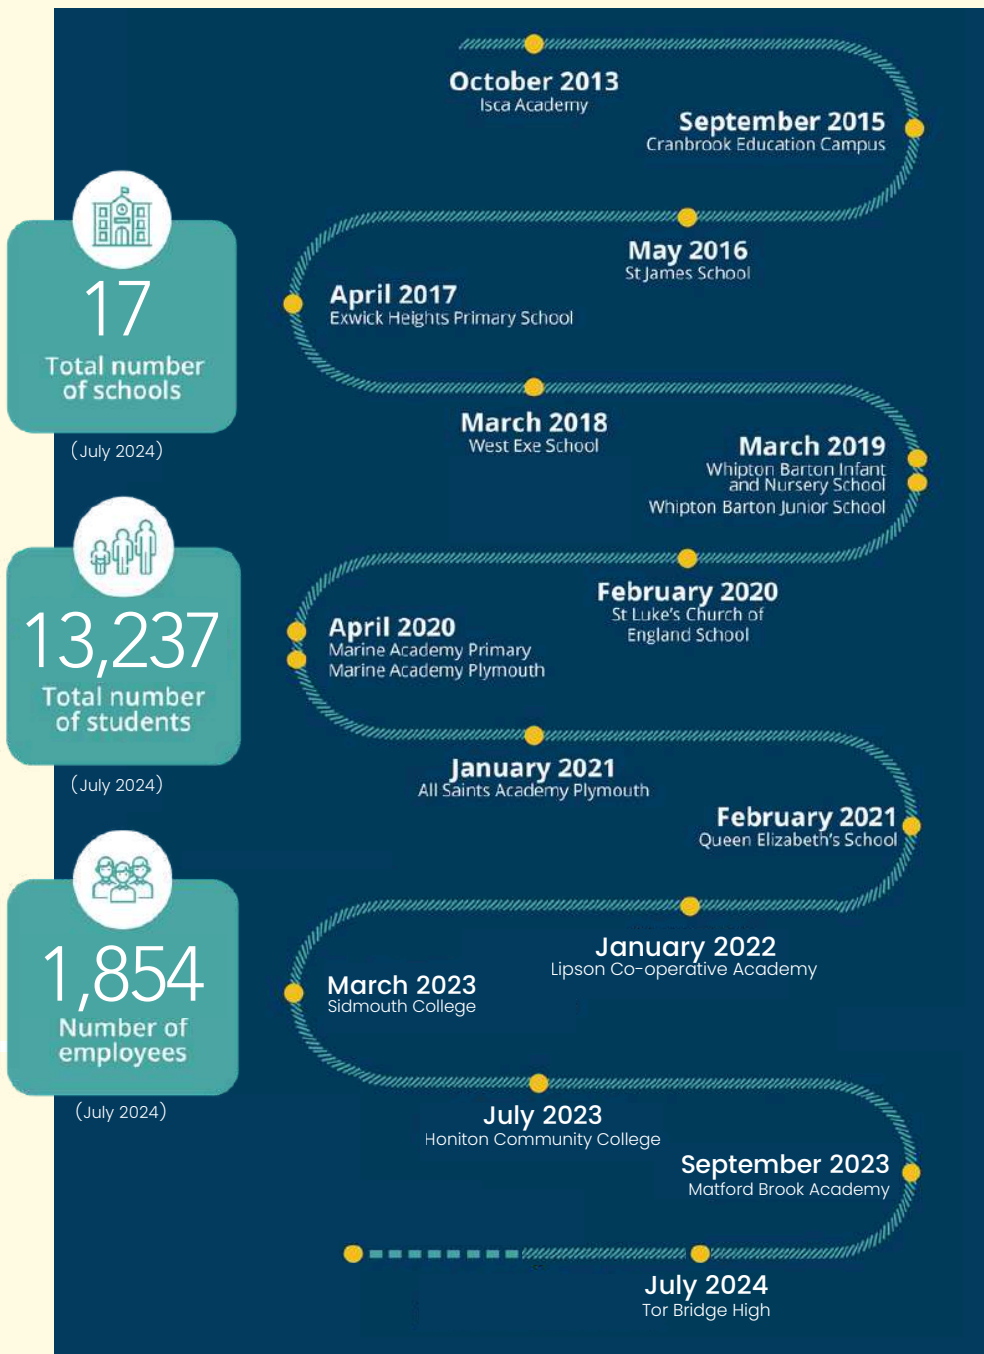 October 2013
Isca Academy
September 2015
Cranbrook Education Campus
May 2016
St James School
April 2017
Exwick Heights Primary School
March 2018
West Exe School
March 2019
Whipton Barton Infant
and Nursery School
Whipton Barton Junior School
February 2020
St Luke's Church of
England School
April 2020
Marine Academy Primary
Marine Academy Plymouth
January 2021
All Saints Academy Plymouth
February 2021
Queen Elizabeth's School
January 2022
Lipson Co-operative Academy
March 2023
Sidmouth College
July 2023
Honiton Community College
September 2023
Matford Brook Academy
July 2024
Tor Bridge High
17
Total number
of schools
(July 2024)
13,237
Total number
of students
(July 2024)
1,854
Number of
employees
(July 2024)